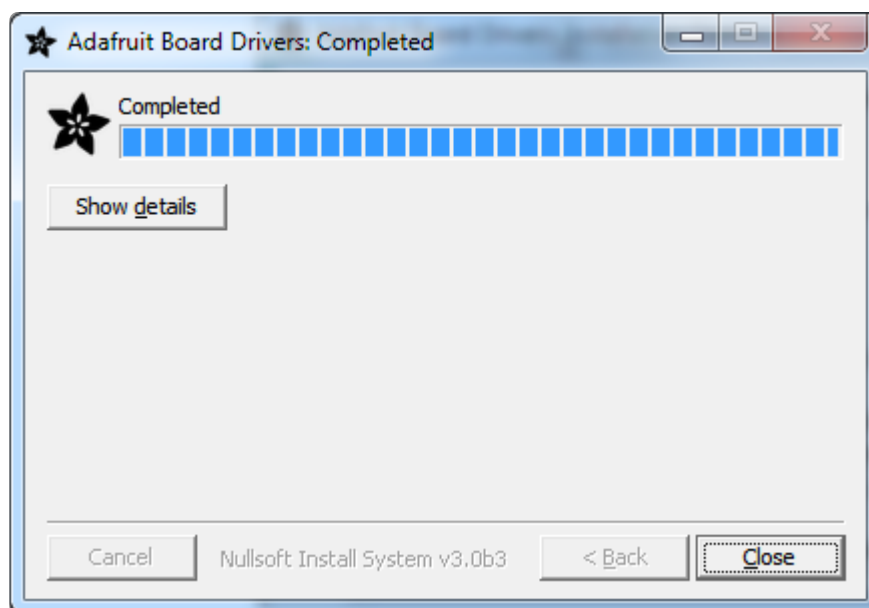 Adafruit Board Drivers: Completed
Completed
Show details
Cancel
Nullsoft Install System v3.0b3
< Back
Close